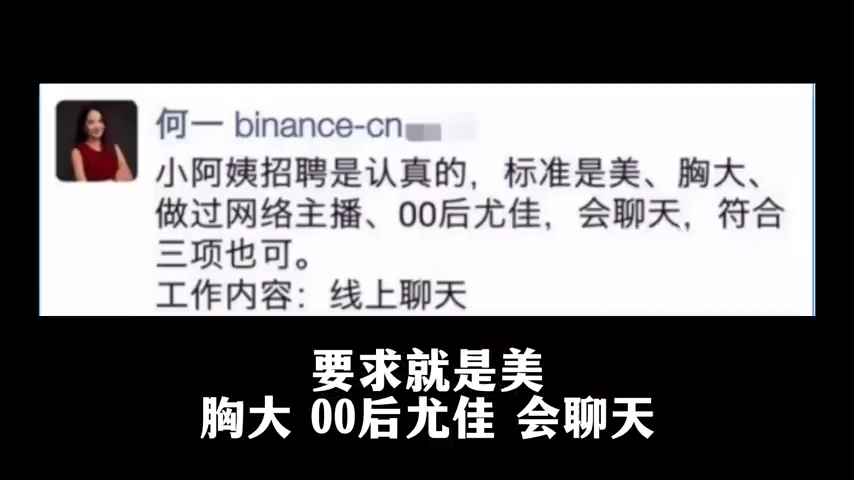 何一 binance-cn
小阿姨招聘是认真的，标准是美、胸大、
做过网络主播、00后尤佳，会聊天，符合
三项也可。
工作内容：线上聊天
要求就是美
胸大 00后尤佳 会聊天